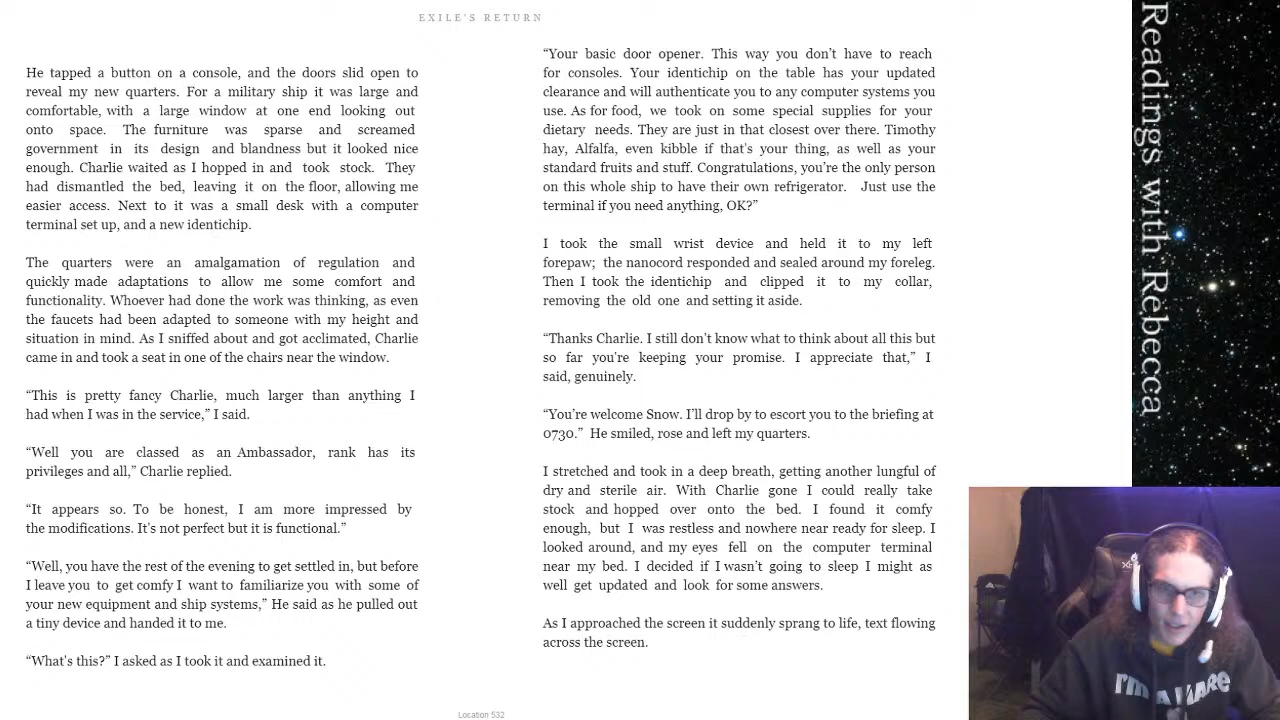 EXILE'S RETURN
He tapped a button on a console, and the doors slid open to
reveal my new quarters. For a military ship it was large and
comfortable, with a large window at one end looking out
onto space. The furniture was sparse and screamed
government in its design and blandness but it looked nice
enough. Charlie waited as I hopped in and took stock. They
had dismantled the bed, leaving it on the floor, allowing me
easier access. Next to it was a small desk with a computer
terminal set up, and a new identichip.
The quarters were an amalgamation of regulation and
quickly made adaptations to allow me some comfort and
functionality. Whoever had done the work was thinking, as even
the faucets had been adapted to someone with my height and
situation in mind. As I sniffed about and got acclimated, Charlie
came in and took a seat in one of the chairs near the window.
“This is pretty fancy Charlie, much larger than anything I
had when I was in the service,” I said.
“Well you are classed as an Ambassador, rank has its
privileges and all,” Charlie replied.
“It appears so. To be honest, I am more impressed by
the modifications. It's not perfect but it is functional.”
“Well, you have the rest of the evening to get settled in, but before
I leave you to get comfy I want to familiarize you with some of
your new equipment and ship systems,” He said as he pulled out
a tiny device and handed it to me.
“What's this?” I asked as I took it and examined it.
“Your basic door opener. This way you don’t have to reach
for consoles. Your identichip on the table has your updated
clearance and will authenticate you to any computer systems you
use. As for food, we took on some special supplies for your
dietary needs. They are just in that closest over there. Timothy
hay, Alfalfa, even kibble if that's your thing, as well as your
standard fruits and stuff. Congratulations, you’re the only person
on this whole ship to have their own refrigerator. Just use the
terminal if you need anything, OK?”
I took the small wrist device and held it to my left
forepaw; the nanocord responded and sealed around my foreleg.
Then I took the identichip and clipped it to my collar,
removing the old one and setting it aside.
“Thanks Charlie. I still don’t know what to think about all this but
so far you're keeping your promise. I appreciate that,” I
said, genuinely.
“You’re welcome Snow. I’ll drop by to escort you to the briefing at
0730.” He smiled, rose and left my quarters.
I stretched and took in a deep breath, getting another lungful of
dry and sterile air. With Charlie gone I could really take
stock and hopped over onto the bed. I found it comfy
enough, but I was restless and nowhere near ready for sleep. I
looked around, and my eyes fell on the computer terminal
near my bed. I decided if I wasn’t going to sleep I might as
well get updated and look for some answers.
As I approached the screen it suddenly sprang to life, text flowing
across the screen.
Location 532
Readings with Rebecca